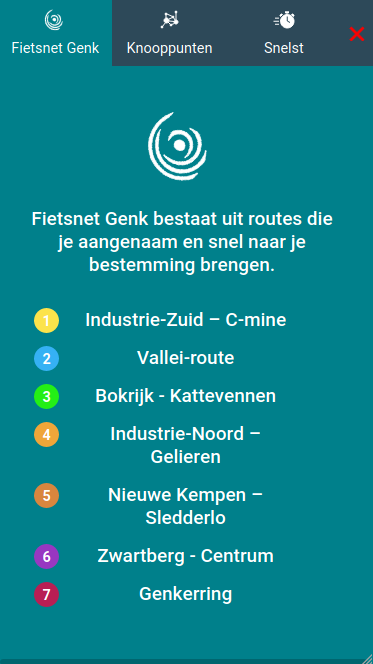 Fietsnet Genk
Knooppunten
Snelst
Fietsnet Genk bestaat uit routes die
je aangenaam en snel naar je
bestemming brengen.
1 Industrie-Zuid – C-mine
2 Vallei-route
3 Bokrijk - Kattevennen
4 Industrie-Noord –
Gelieren
5 Nieuwe Kempen –
Sledderlo
6 Zwartberg - Centrum
7 Genkerring